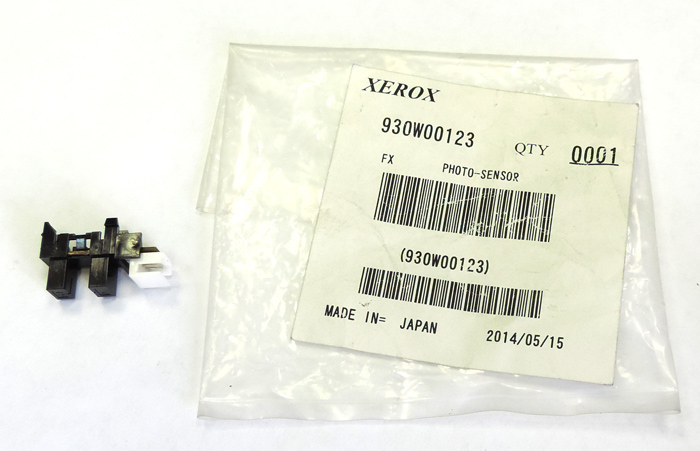 XEROX
930W00123 QTY 0001
FX PHOTO-SENSOR
(930W00123)
MADE IN= JAPAN 2014/05/15